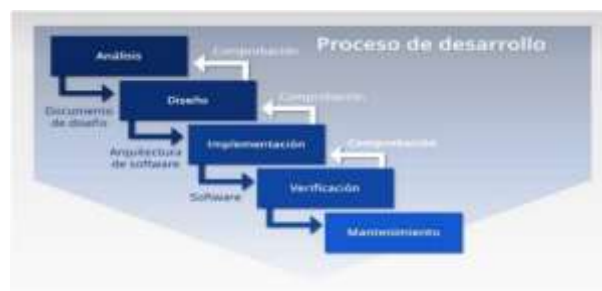 Proceso de desarrollo
Análisis
Comprobación
Documento
de diseño
Diseño
Comprobación
Arquitectura
de software
Implementación
Comprobación
Software
Verificación
Mantenimiento